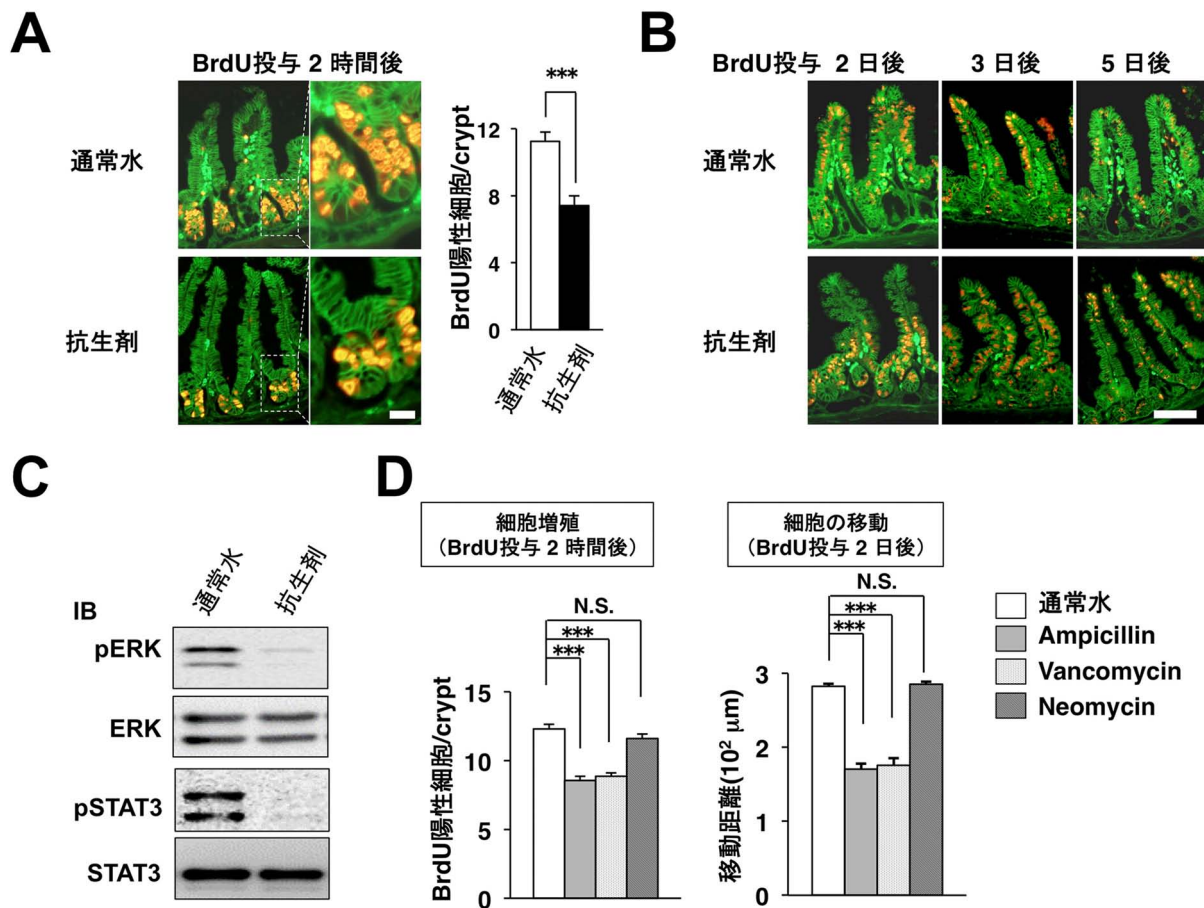 A
BrdU投与 2 時間後
通常水
抗生剤
***
BrdU陽性細胞/crypt
12
8
4
0
通常水
抗生剤
B
BrdU投与 2 日後
3 日後
5 日後
通常水
抗生剤
C
通常水
抗生剤
IB
pERK
ERK
pSTAT3
STAT3
D
細胞増殖
（BrdU投与 2 時間後）
N.S.
***
***
BrdU陽性細胞/crypt
15
10
5
0
細胞の移動
（BrdU投与 2 日後）
N.S.
***
***
移動距離(10² μm)
3
2
1
0
通常水
Ampicillin
Vancomycin
Neomycin